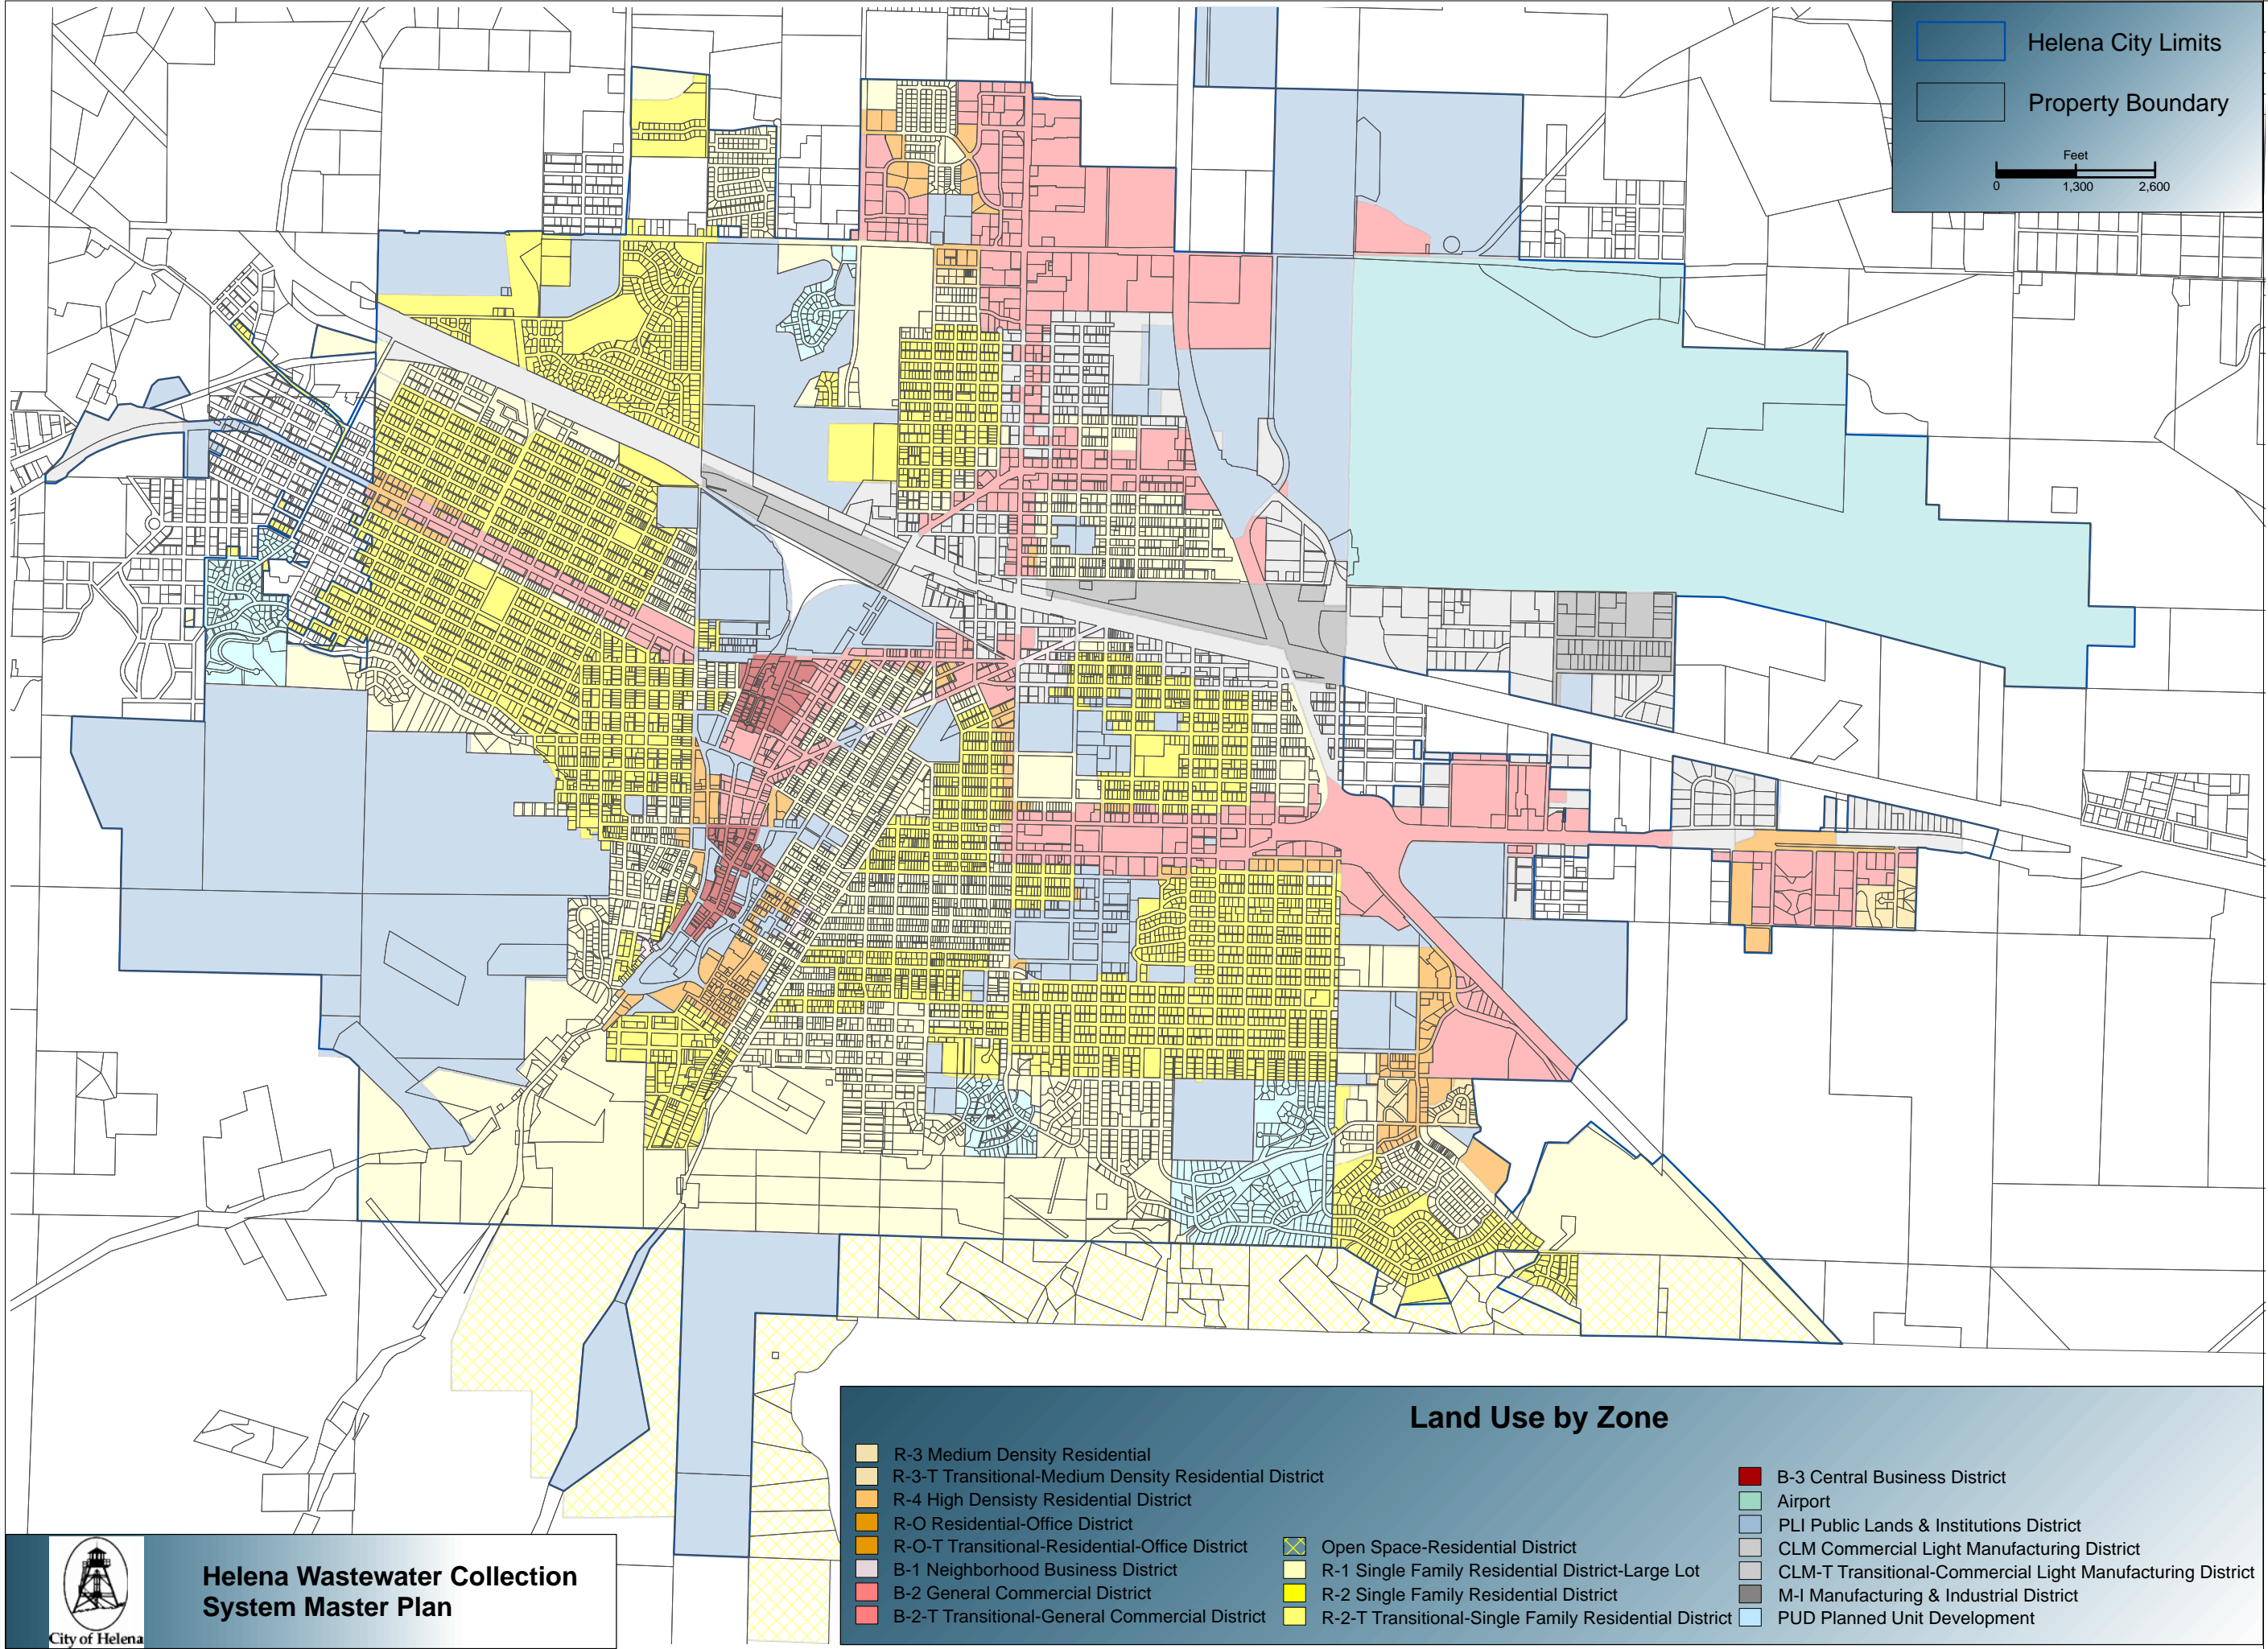 Helena City Limits
Property Boundary
Feet
0 1,300 2,600
Land Use by Zone
R-3 Medium Density Residential
R-3-T Transitional-Medium Density Residential District
R-4 High Densisty Residential District
R-O Residential-Office District
R-O-T Transitional-Residential-Office District
B-1 Neighborhood Business District
B-2 General Commercial District
B-2-T Transitional-General Commercial District
Open Space-Residential District
R-1 Single Family Residential District-Large Lot
R-2 Single Family Residential District
R-2-T Transitional-Single Family Residential District
B-3 Central Business District
Airport
PLI Public Lands & Institutions District
CLM Commercial Light Manufacturing District
CLM-T Transitional-Commercial Light Manufacturing District
M-I Manufacturing & Industrial District
PUD Planned Unit Development
City of Helena
Helena Wastewater Collection
System Master Plan